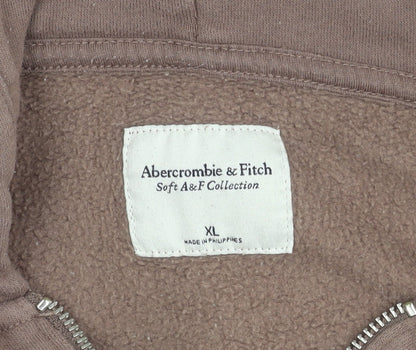 Abercrombie & Fitch
Soft A&F Collection
XL
MADE IN PHILIPPINES